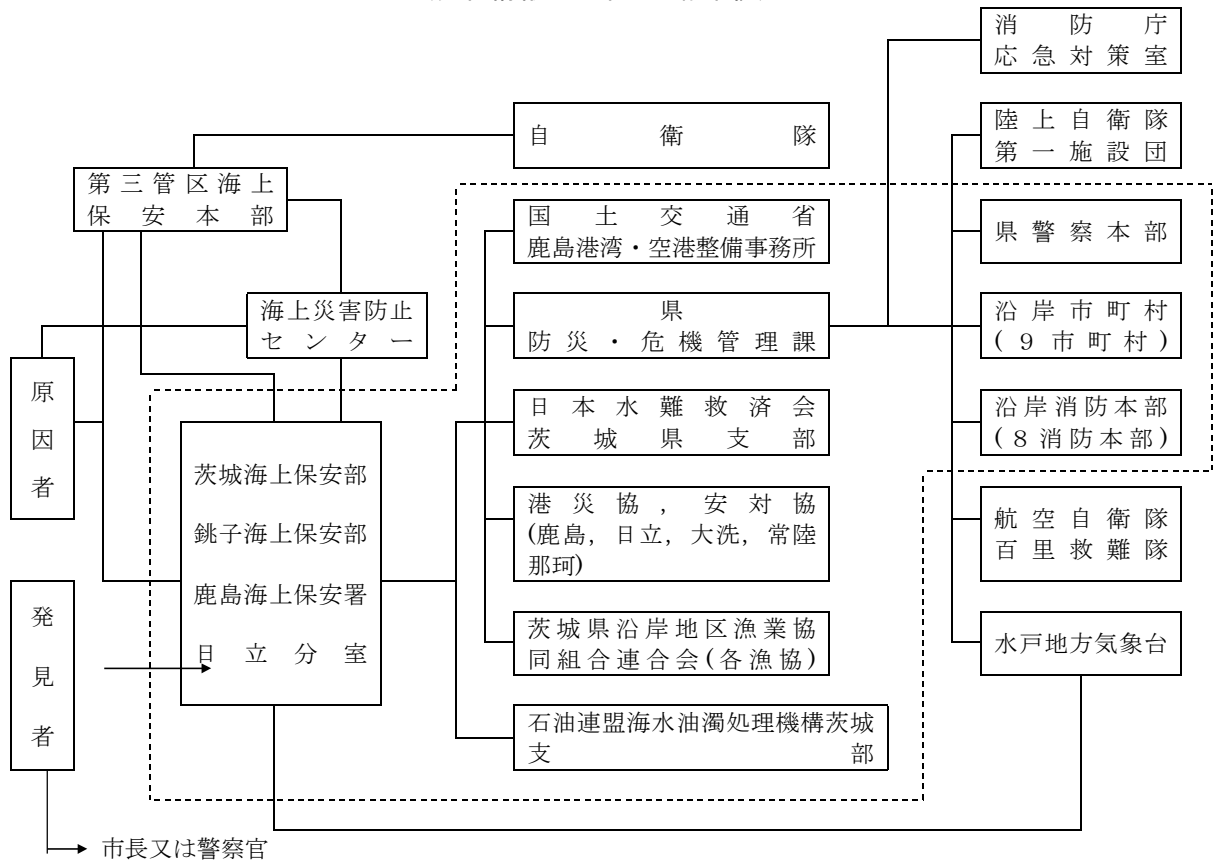 消防庁
応急対策室
自衛隊
陸上自衛隊
第一施設団
第三管区海上
保安本部
国土交通省
鹿島港湾・空港整備事務所
県警察本部
海上災害防止
センター
県
防災・危機管理課
沿岸市町村
(9市町村)
原
因
者
日本水難救済会
茨城県支部
沿岸消防本部
(8消防本部)
茨城海上保安部
銚子海上保安部
鹿島海上保安署
日立分室
港災協，安対協
(鹿島，日立，大洗，常陸
那珂)
航空自衛隊
百里救難隊
発
見
者
茨城県沿岸地区漁業協
同組合連合会(各漁協)
水戸地方気象台
石油連盟海水油濁処理機構茨城
支部
市長又は警察官